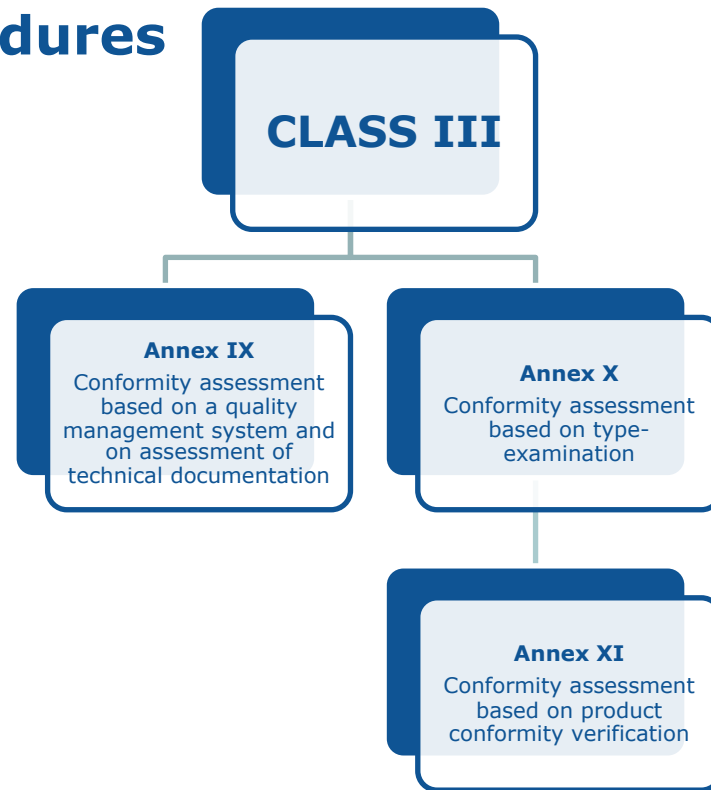 dures
CLASS III
Annex IX
Conformity assessment
based on a quality
management system and
on assessment of
technical documentation
Annex X
Conformity assessment
based on type-
examination
Annex XI
Conformity assessment
based on product
conformity verification